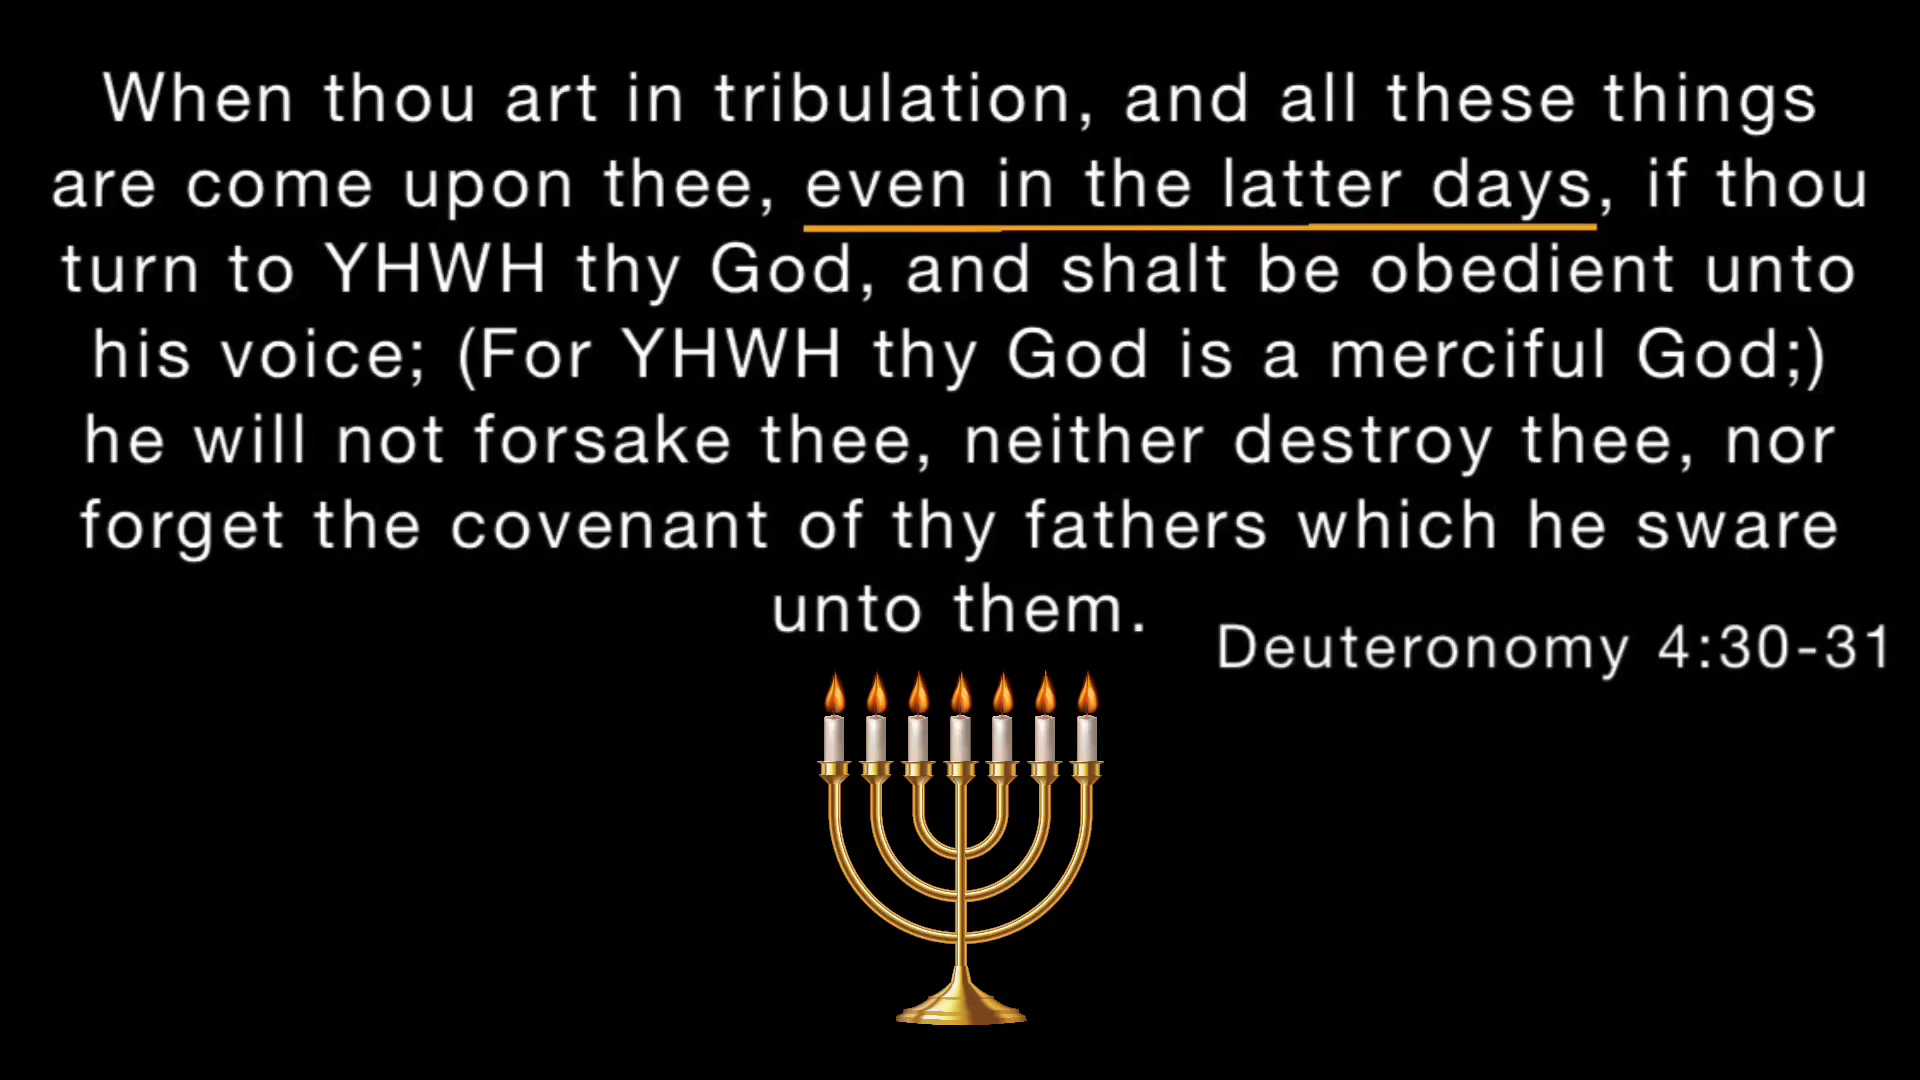 When thou art in tribulation, and all these things
are come upon thee, even in the latter days, if thou
turn to YHWH thy God, and shalt be obedient unto
his voice; (For YHWH thy God is a merciful God;)
he will not forsake thee, neither destroy thee, nor
forget the covenant of thy fathers which he sware
unto them.
Deuteronomy 4:30-31